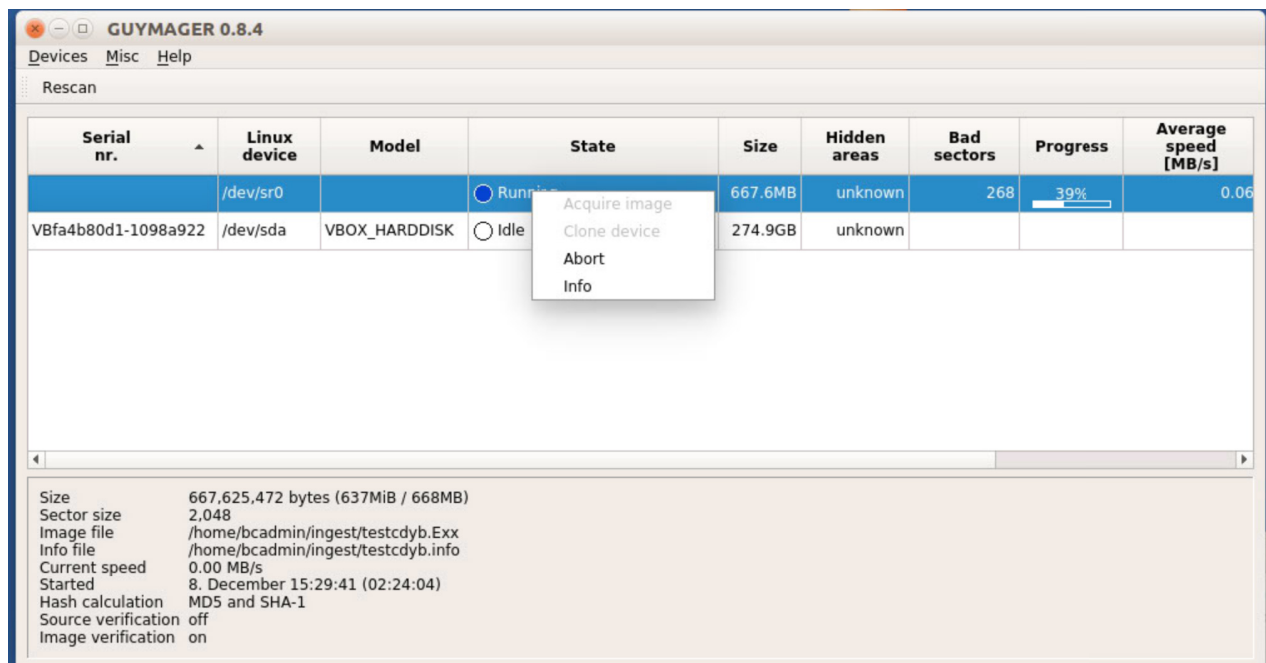 GUYMAGER 0.8.4
Devices Misc Help
Rescan
Serial nr. Linux device Model State Size Hidden areas Bad sectors Progress Average speed [MB/s]
/dev/sr0 Running 667.6MB unknown 268 39% 0.06
VBfa4b80d1-1098a922 /dev/sda VBOX_HARDDISK Idle 274.9GB unknown
Acquire image
Clone device
Abort
Info
Size 667,625,472 bytes (637MiB / 668MB)
Sector size 2,048
Image file /home/bcadmin/ingest/testcdyb.Exx
Info file /home/bcadmin/ingest/testcdyb.info
Current speed 0.00 MB/s
Started 8. December 15:29:41 (02:24:04)
Hash calculation MD5 and SHA-1
Source verification off
Image verification on